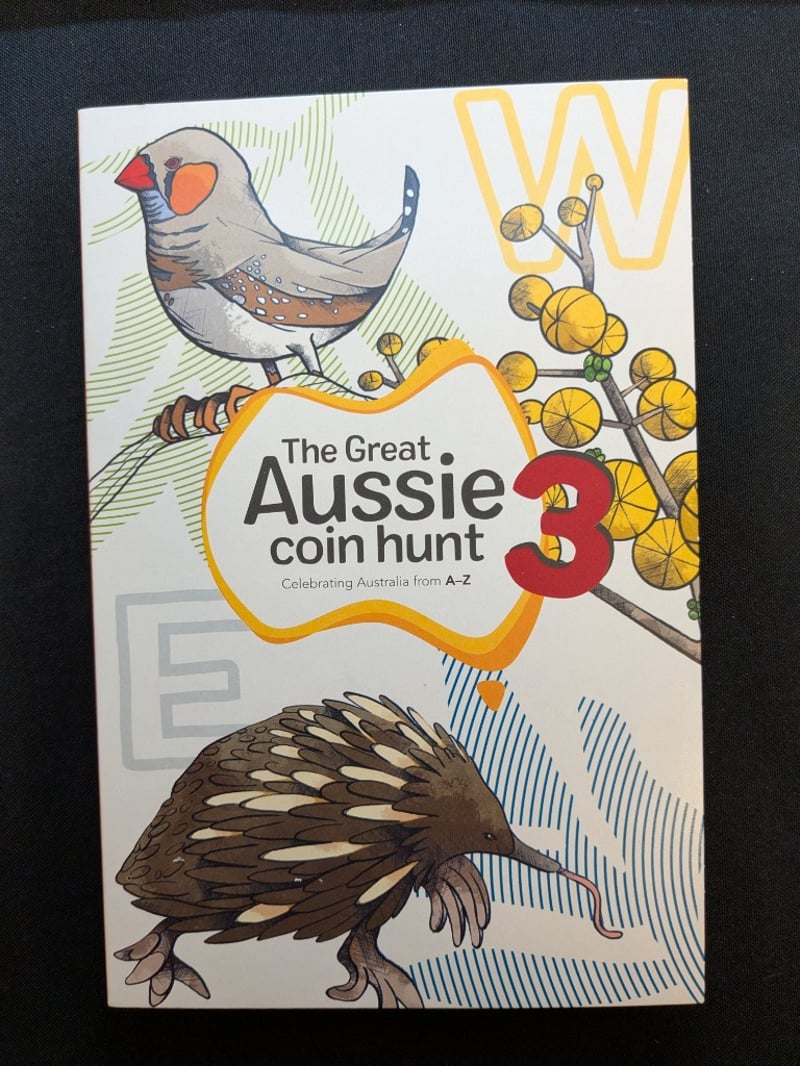 W
The Great
Aussie
coin hunt
3
Celebrating Australia from A–Z
E